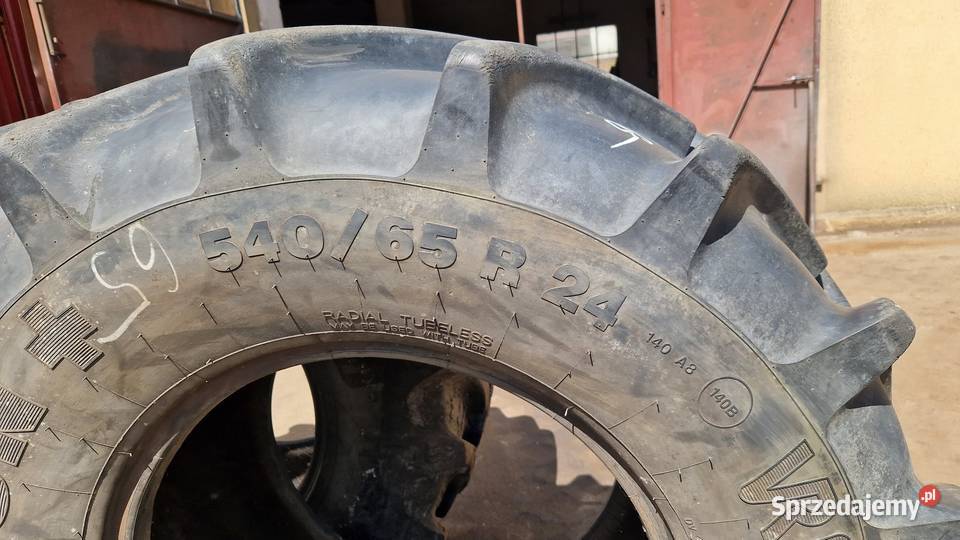 540/65 R 24
RADIAL TUBELESS
MAY BE USED WITH TUBE
140 A8
140B
59
Sprzedajemy.pl